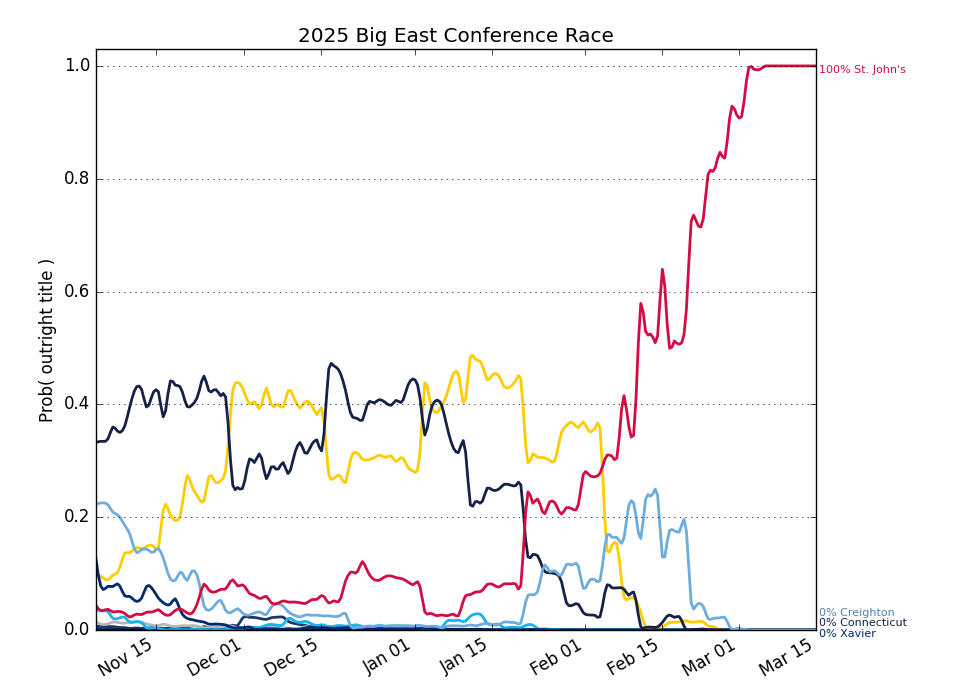 2025 Big East Conference Race
Prob( outright title )
1.0
0.8
0.6
0.4
0.2
0.0
Nov 15
Dec 01
Dec 15
Jan 01
Jan 15
Feb 01
Feb 15
Mar 01
Mar 15
100% St. John's
0% Creighton
0% Connecticut
0% Xavier